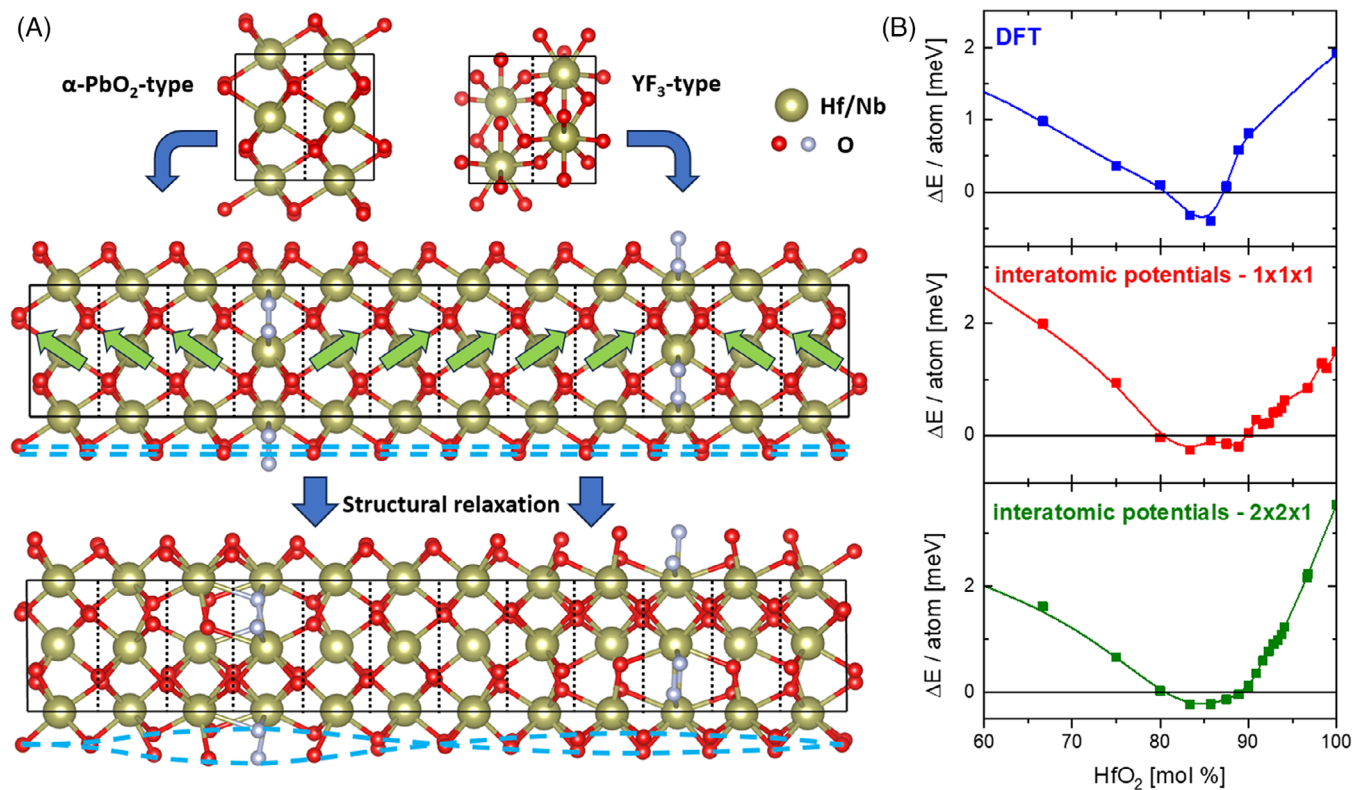 (A)
α-PbO₂-type
YF₃-type
Hf/Nb
O
Structural relaxation
(B)
DFT
ΔE / atom [meV]
2
1
0
interatomic potentials - 1x1x1
ΔE / atom [meV]
2
0
interatomic potentials - 2x2x1
ΔE / atom [meV]
2
0
60 70 80 90 100
HfO₂ [mol %]